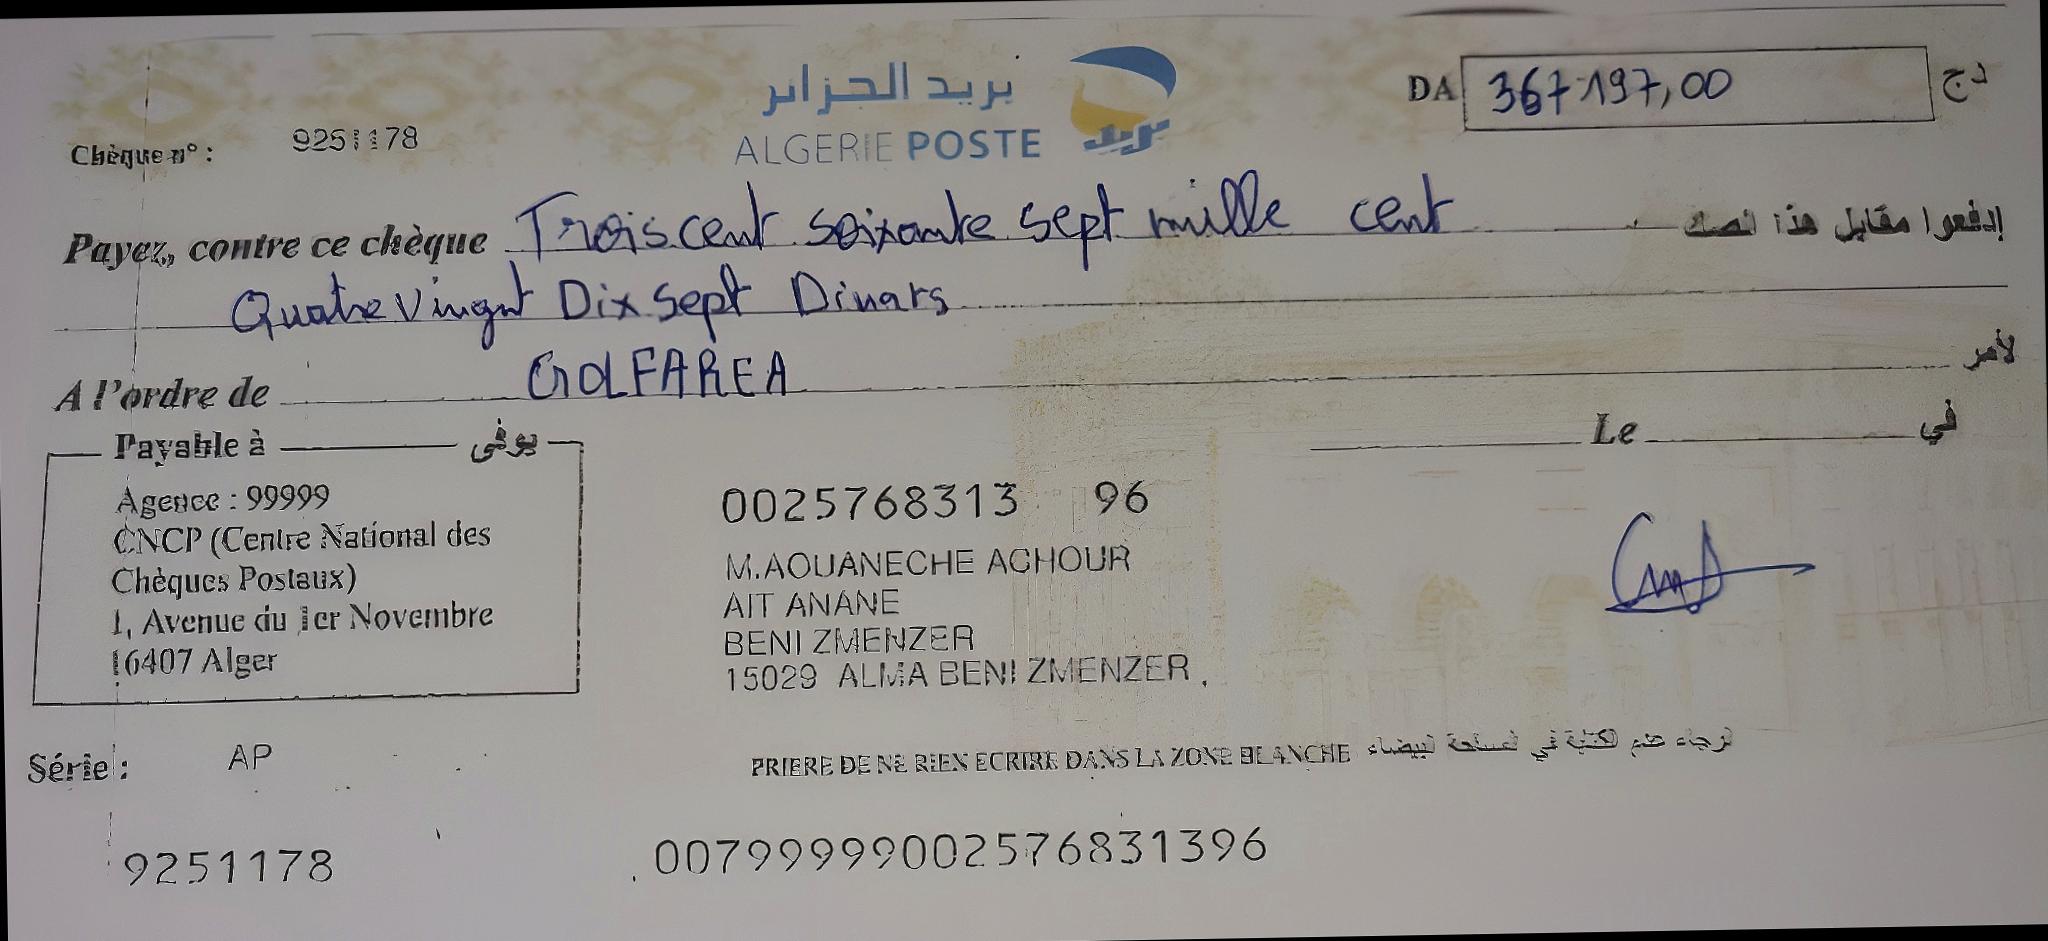 بريد الجزائر
ALGERIE POSTE
بريد
DA 367197,00 دج
Chèque n° : 9251178
Payez, contre ce chèque Trois cent soixante sept mille cent إدفعوا مقابل هذا الصك
Quatre Vingt Dix Sept Dinars
A l'ordre de GOLFAREA لأمر
Payable à يوفى
Le في
Agence : 99999
CNCP (Centre National des
Chèques Postaux)
1, Avenue du 1er Novembre
16407 Alger
0025768313 96
M.AOUANECHE ACHOUR
AIT ANANE
BENI ZMENZER
15029 ALMA BENI ZMENZER
Série : AP
PRIERE DE NE RIEN ECRIRE DANS LA ZONE BLANCHE الرجاء عدم الكتابة في المساحة البيضاء
9251178
00799999002576831396